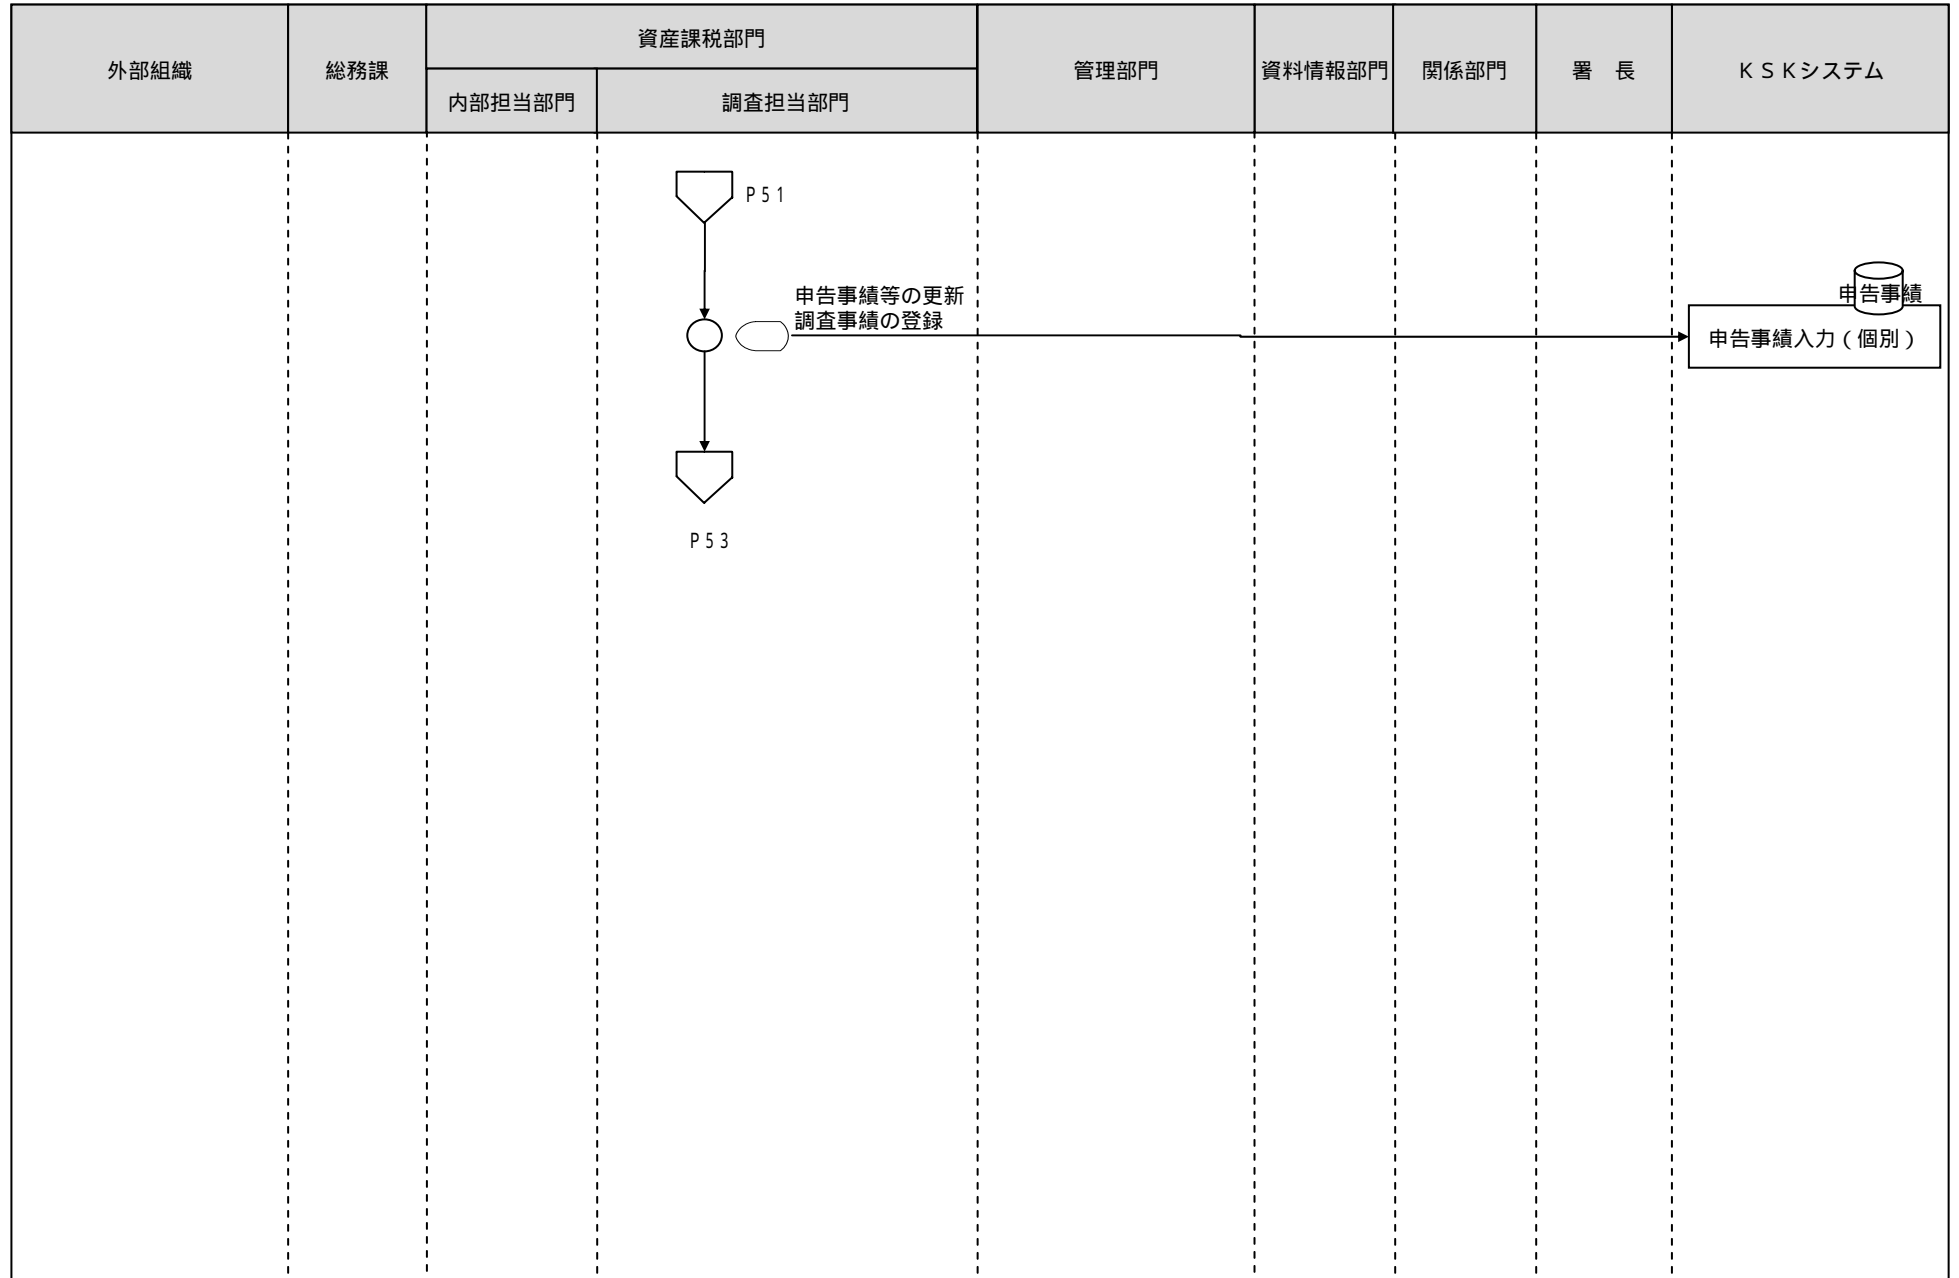 外部組織
総務課
資産課税部門
内部担当部門
調査担当部門
管理部門
資料情報部門
関係部門
署　長
ＫＳＫシステム
Ｐ５１
申告事績等の更新
調査事績の登録
申告事績
申告事績入力（個別）
Ｐ５３